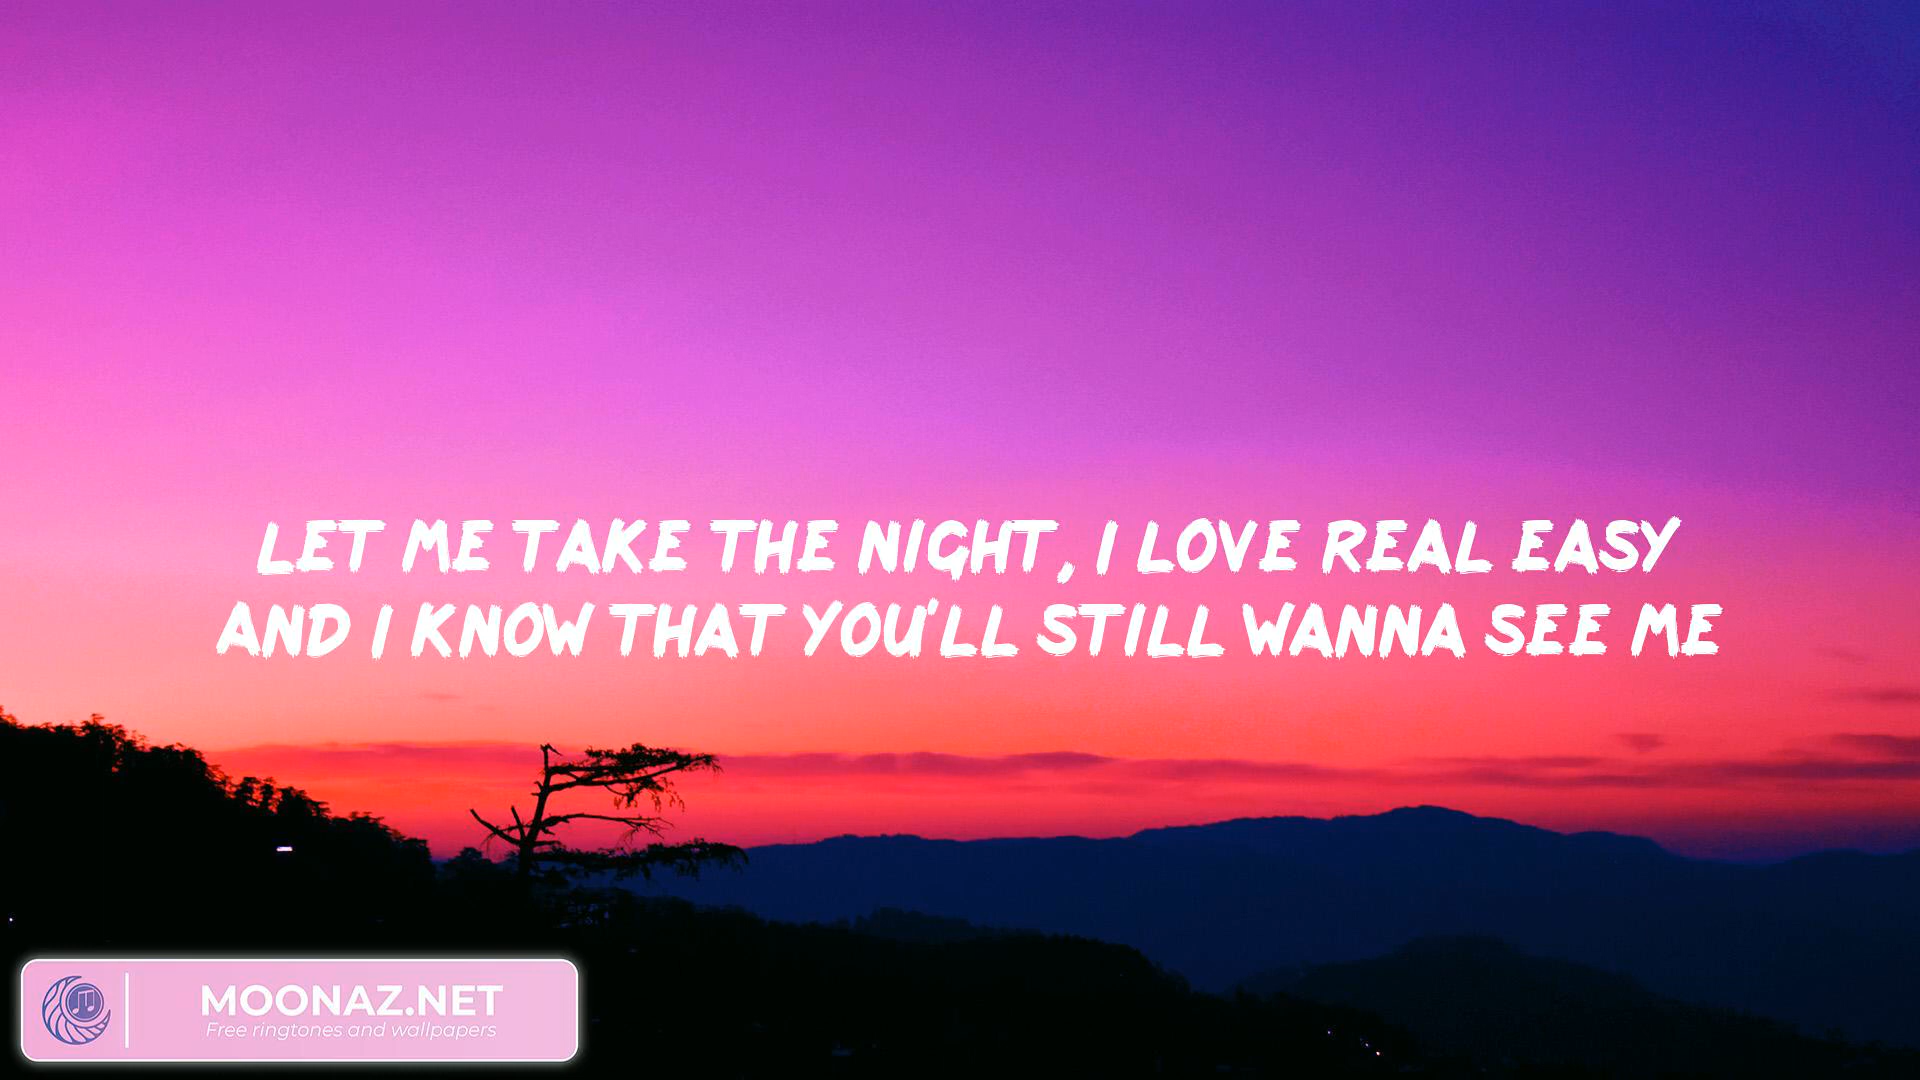 LET ME TAKE THE NIGHT, I LOVE REAL EASY
AND I KNOW THAT YOU'LL STILL WANNA SEE ME
MOONAZ.NET
Free ringtones and wallpapers